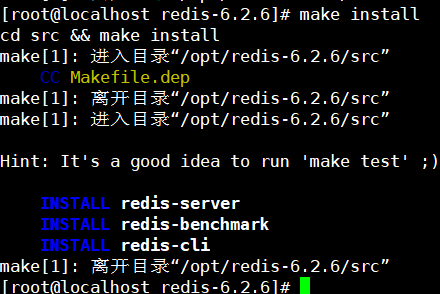 [root@localhost redis-6.2.6]# make install
cd src && make install
make[1]: 进入目录“/opt/redis-6.2.6/src”
CC Makefile.dep
make[1]: 离开目录“/opt/redis-6.2.6/src”
make[1]: 进入目录“/opt/redis-6.2.6/src”
Hint: It's a good idea to run 'make test' ;)
INSTALL redis-server
INSTALL redis-benchmark
INSTALL redis-cli
make[1]: 离开目录“/opt/redis-6.2.6/src”
[root@localhost redis-6.2.6]#